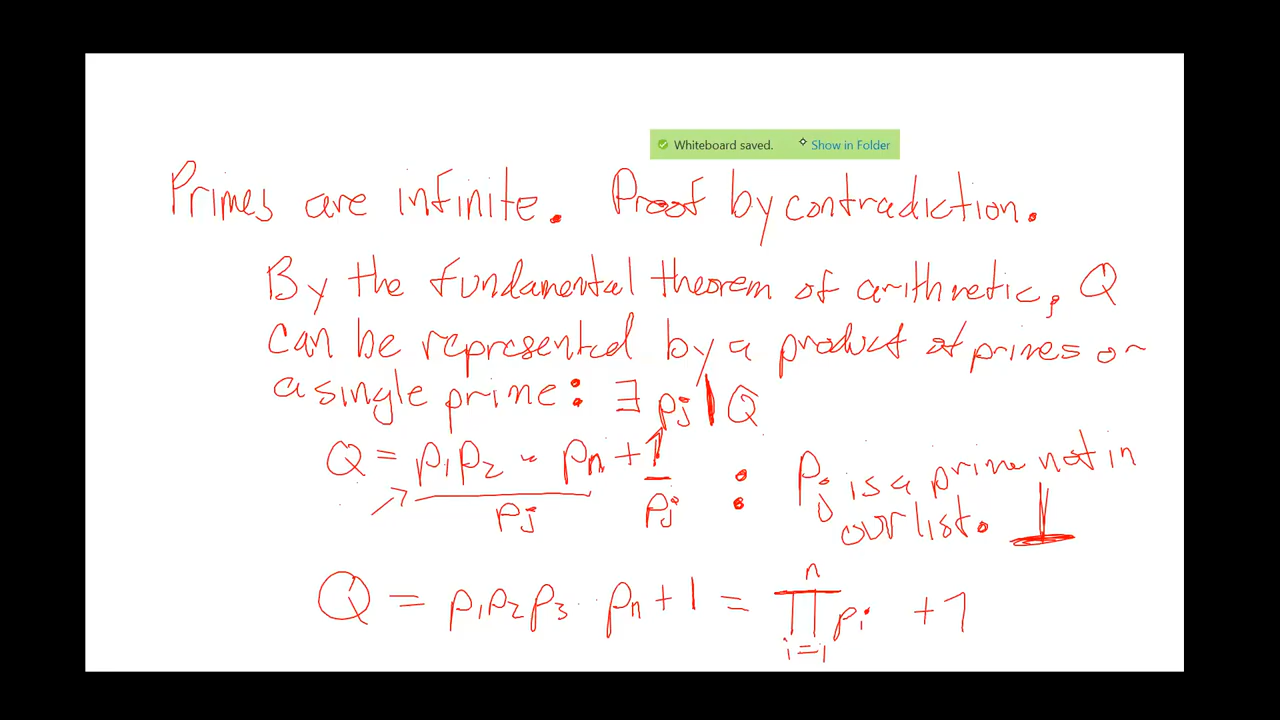 Whiteboard saved. Show in Folder
Primes are infinite. Proof by contradiction.
By the fundamental theorem of arithmetic, Q
can be represented by a product of primes or
a single prime: ∃ pj | Q
Q = p1p2 .. pn + 1
pj pj
: Pj is a prime not in
our list. ⊥
Q = p1p2p3 .. pn + 1 = n∏i=1 pi + 1